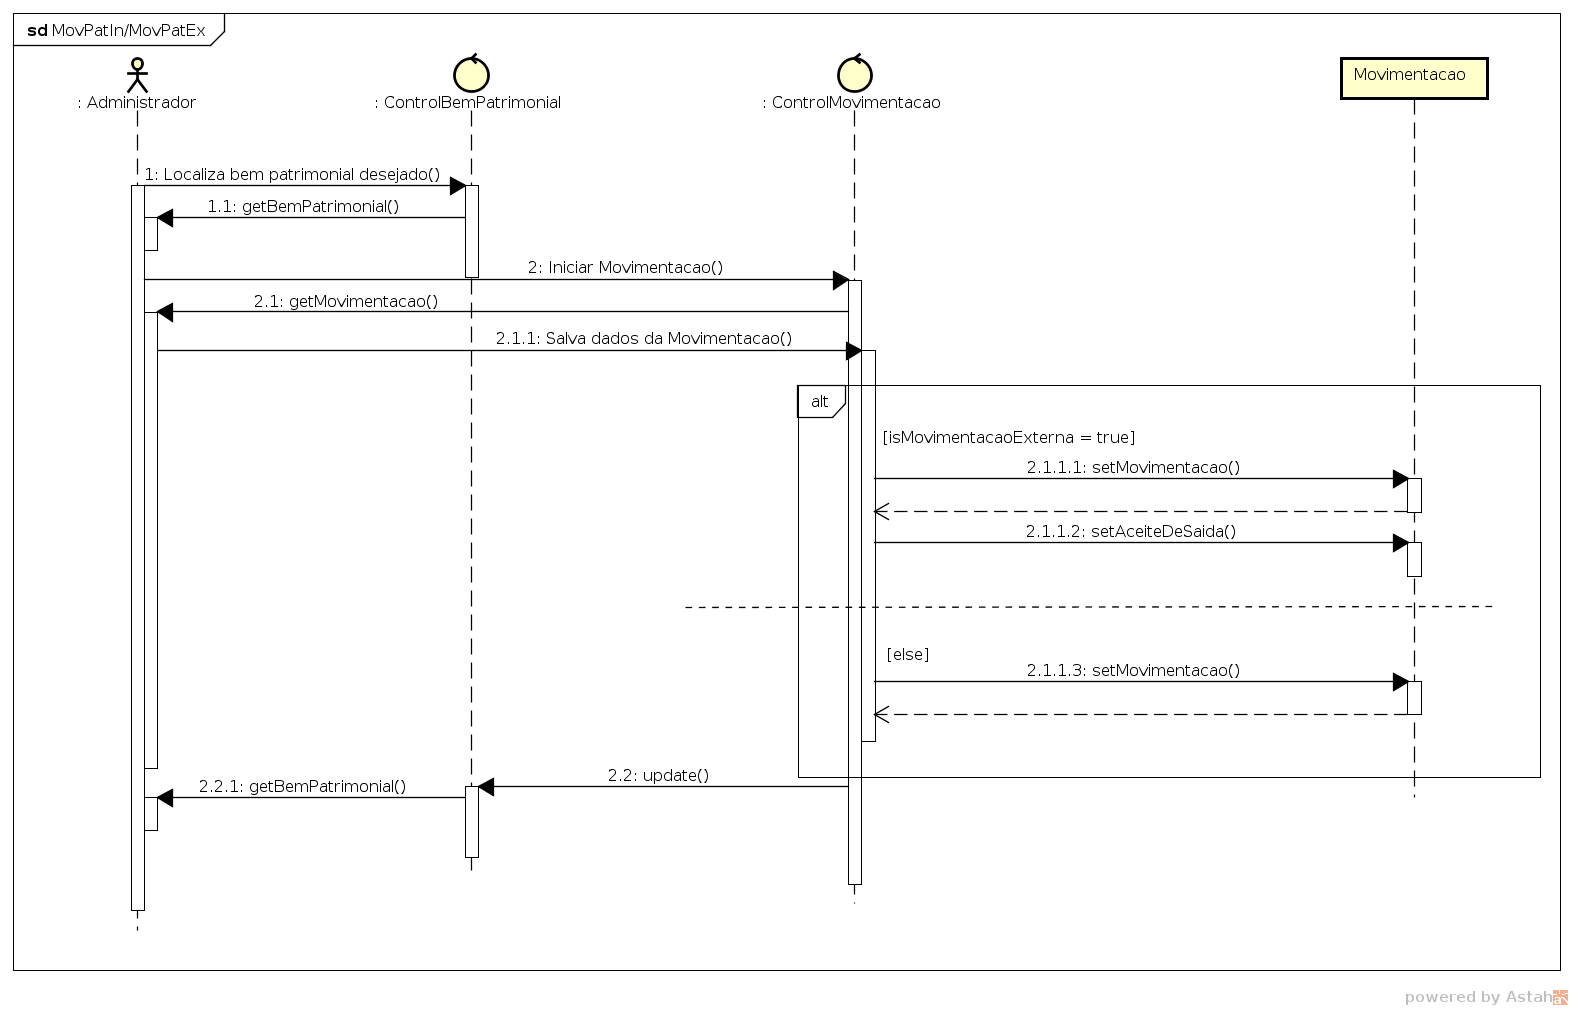 sd MovPatIn/MovPatEx
: Administrador
: ControlBemPatrimonial
: ControlMovimentacao
Movimentacao
1: Localiza bem patrimonial desejado()
1.1: getBemPatrimonial()
2: Iniciar Movimentacao()
2.1: getMovimentacao()
2.1.1: Salva dados da Movimentacao()
alt
[isMovimentacaoExterna = true]
2.1.1.1: setMovimentacao()
2.1.1.2: setAceiteDeSaida()
[else]
2.1.1.3: setMovimentacao()
2.2: update()
2.2.1: getBemPatrimonial()
powered by Astah